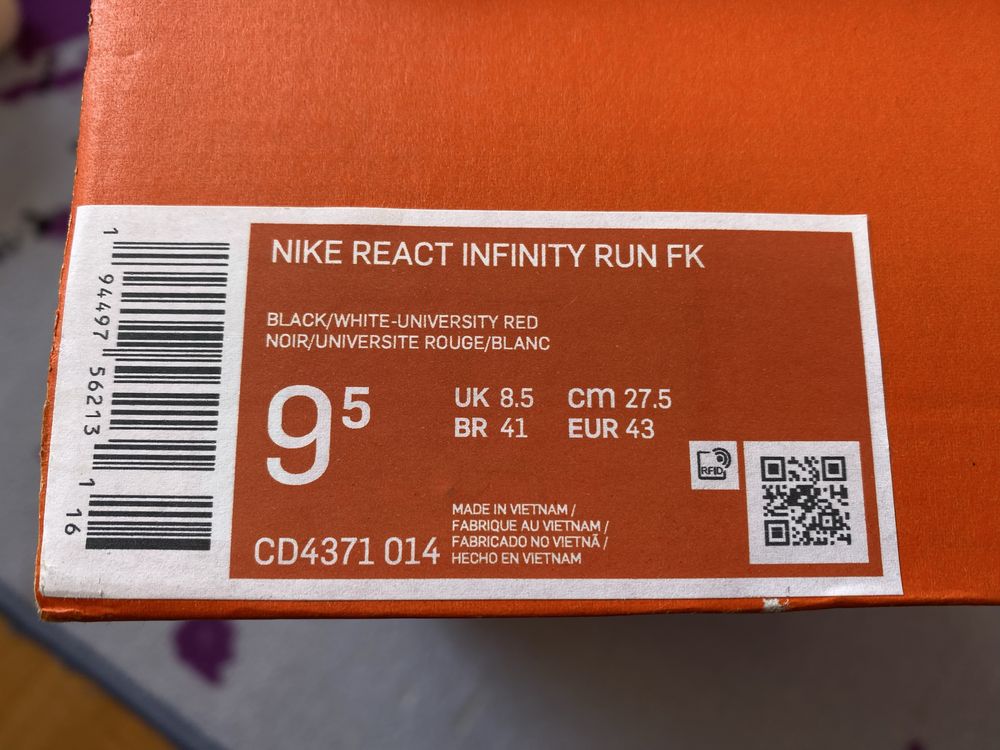 NIKE REACT INFINITY RUN FK
BLACK/WHITE-UNIVERSITY RED
NOIR/UNIVERSITE ROUGE/BLANC
9 5
UK 8.5 cm 27.5
BR 41 EUR 43
RFID
MADE IN VIETNAM /
FABRIQUE AU VIETNAM /
FABRICADO NO VIETNÃ /
HECHO EN VIETNAM
CD4371 014
1 94497 56213 1 16